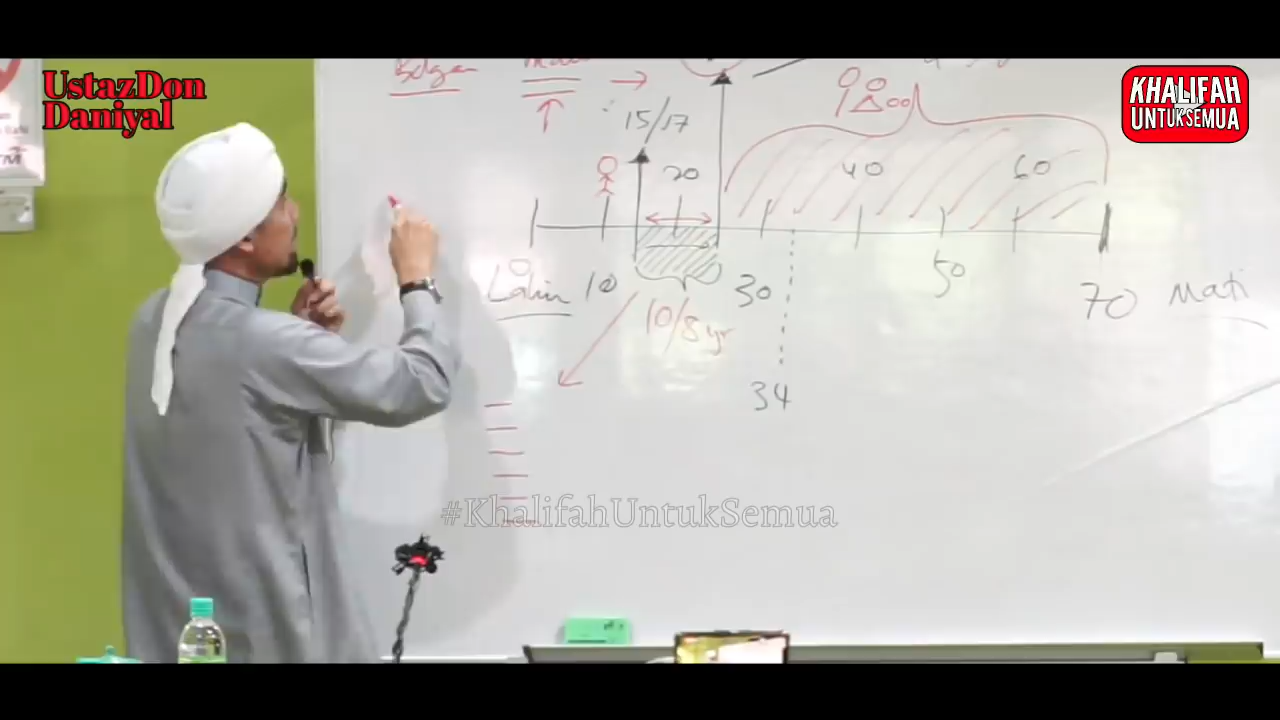 UstazDon
Daniyal
KHALIFAH
UNTUKSEMUA
15/17
20
40
60
Lahir
10
30
50
70
Mati
10/8 yr
34
#KhalifahUntukSemua